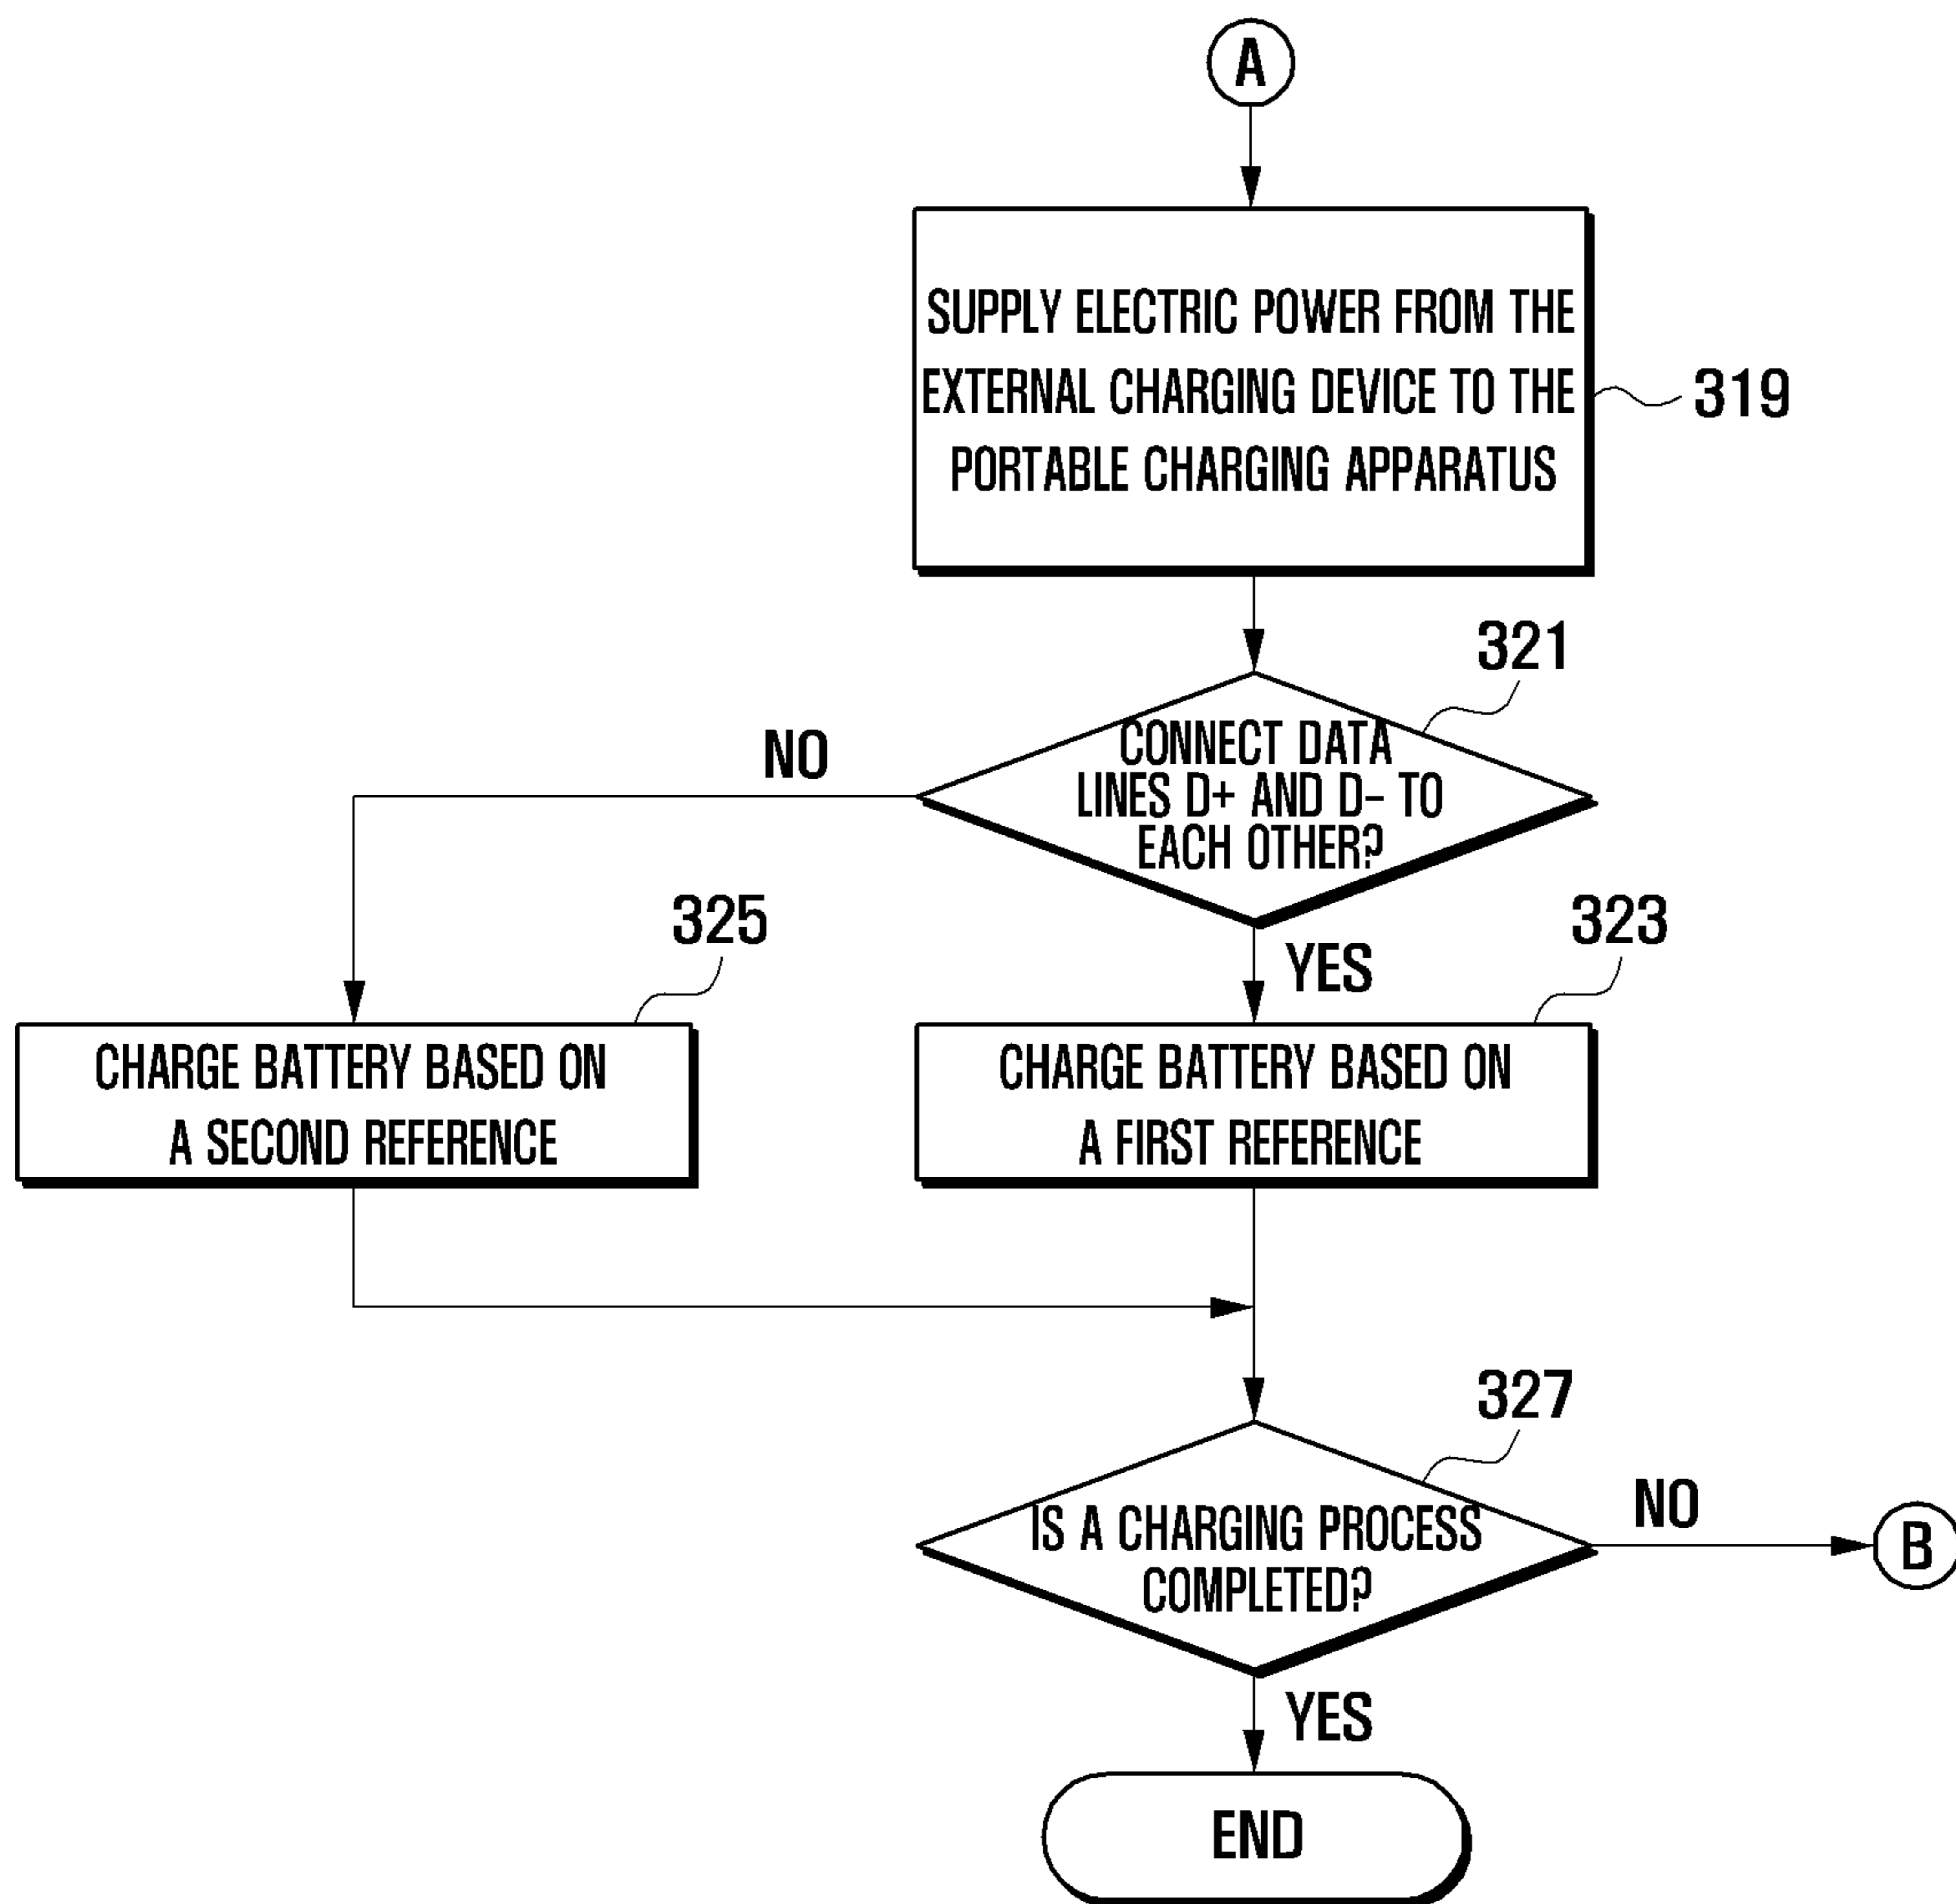 A
SUPPLY ELECTRIC POWER FROM THE
EXTERNAL CHARGING DEVICE TO THE
PORTABLE CHARGING APPARATUS
319
321
CONNECT DATA
LINES D+ AND D- TO
EACH OTHER?
NO
YES
325
CHARGE BATTERY BASED ON
A SECOND REFERENCE
323
CHARGE BATTERY BASED ON
A FIRST REFERENCE
327
IS A CHARGING PROCESS
COMPLETED?
NO
B
YES
END